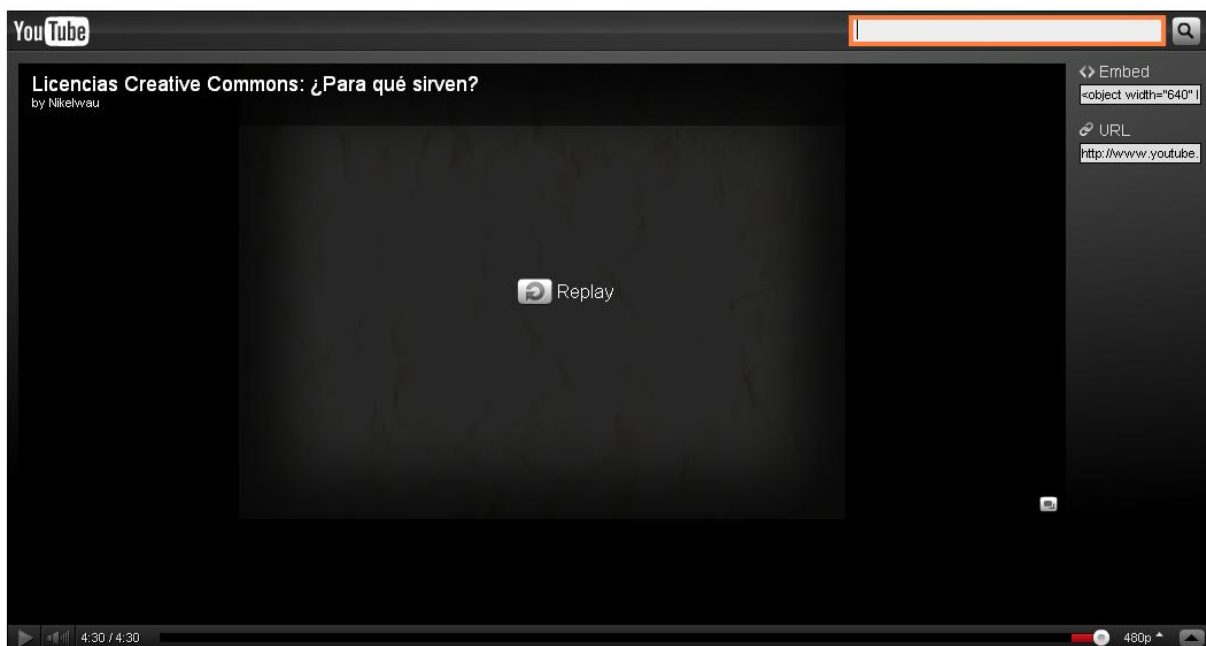 YouTube
Licencias Creative Commons: ¿Para qué sirven?
by Nikelwau
Embed
<object width="640" l
URL
http://www.youtube.
Replay
4:30 / 4:30
480p